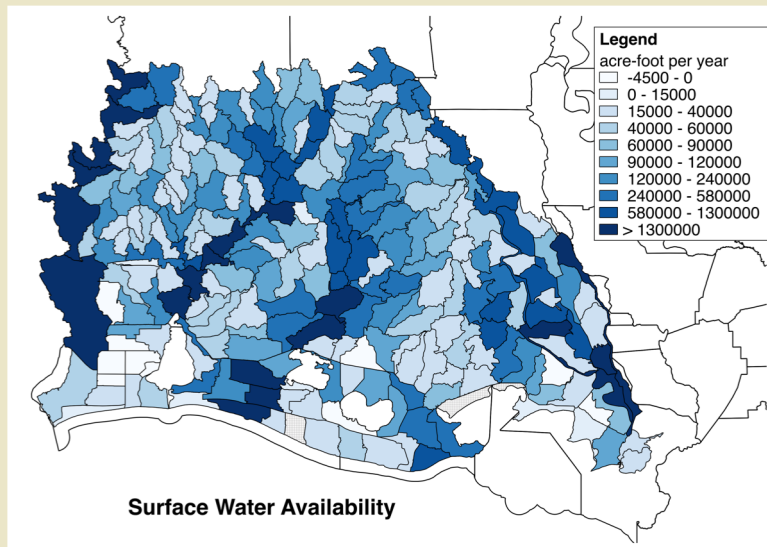 Legend
acre-foot per year
-4500 - 0
0 - 15000
15000 - 40000
40000 - 60000
60000 - 90000
90000 - 120000
120000 - 240000
240000 - 580000
580000 - 1300000
> 1300000
Surface Water Availability